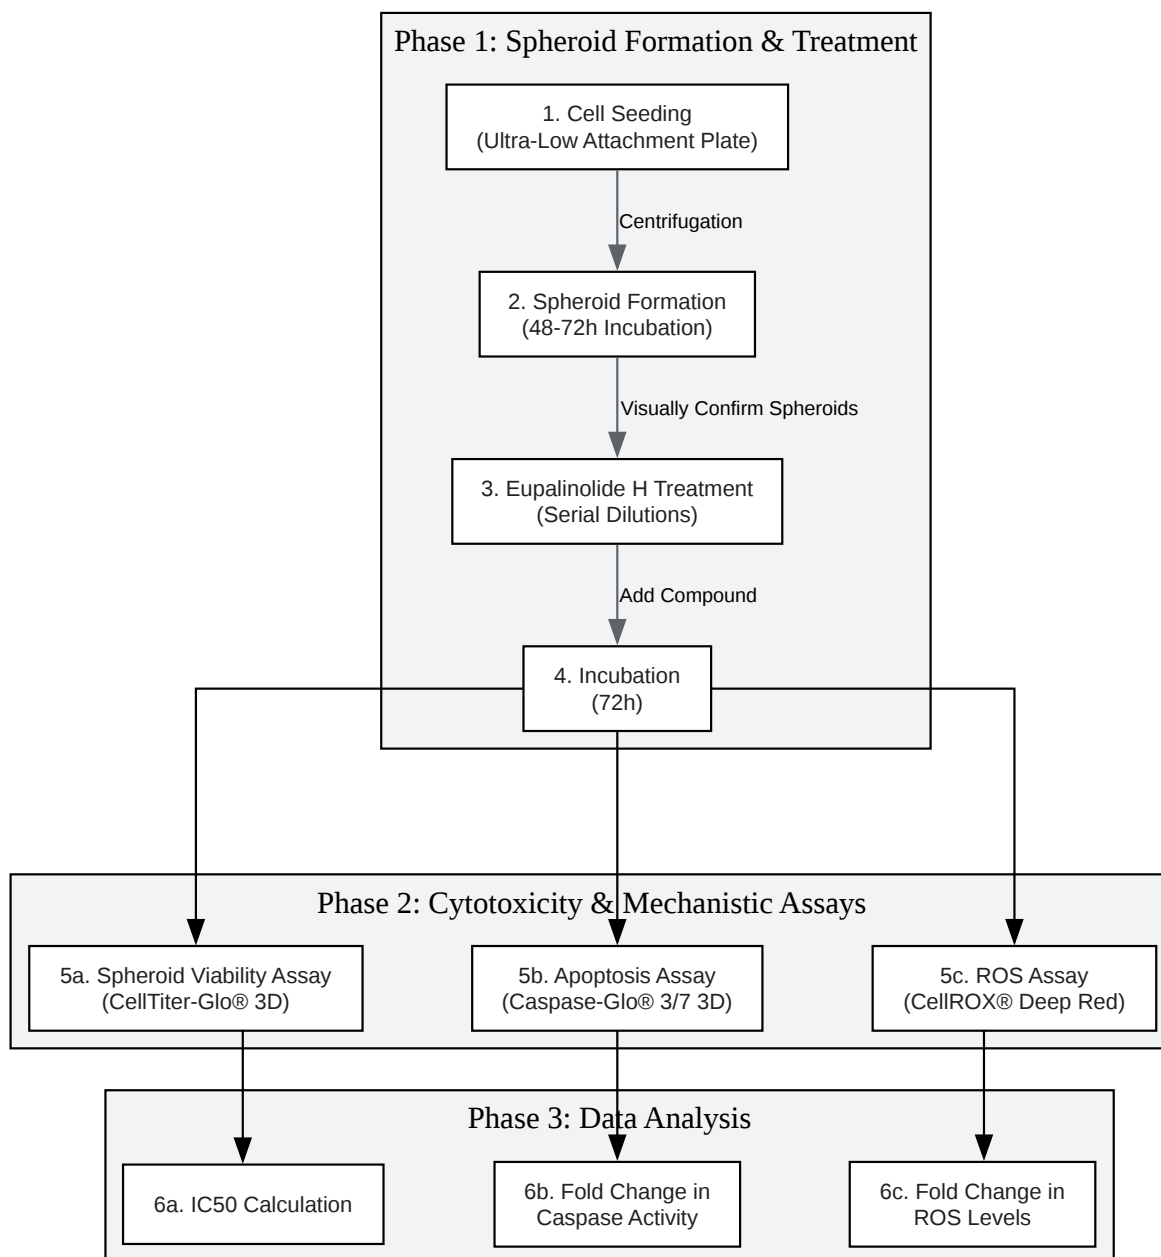 Phase 1: Spheroid Formation & Treatment
1. Cell Seeding
(Ultra-Low Attachment Plate)
Centrifugation
2. Spheroid Formation
(48-72h Incubation)
Visually Confirm Spheroids
3. Eupalinolide H Treatment
(Serial Dilutions)
Add Compound
4. Incubation
(72h)
Phase 2: Cytotoxicity & Mechanistic Assays
5a. Spheroid Viability Assay
(CellTiter-Glo® 3D)
5b. Apoptosis Assay
(Caspase-Glo® 3/7 3D)
5c. ROS Assay
(CellROX® Deep Red)
Phase 3: Data Analysis
6a. IC50 Calculation
6b. Fold Change in
Caspase Activity
6c. Fold Change in
ROS Levels